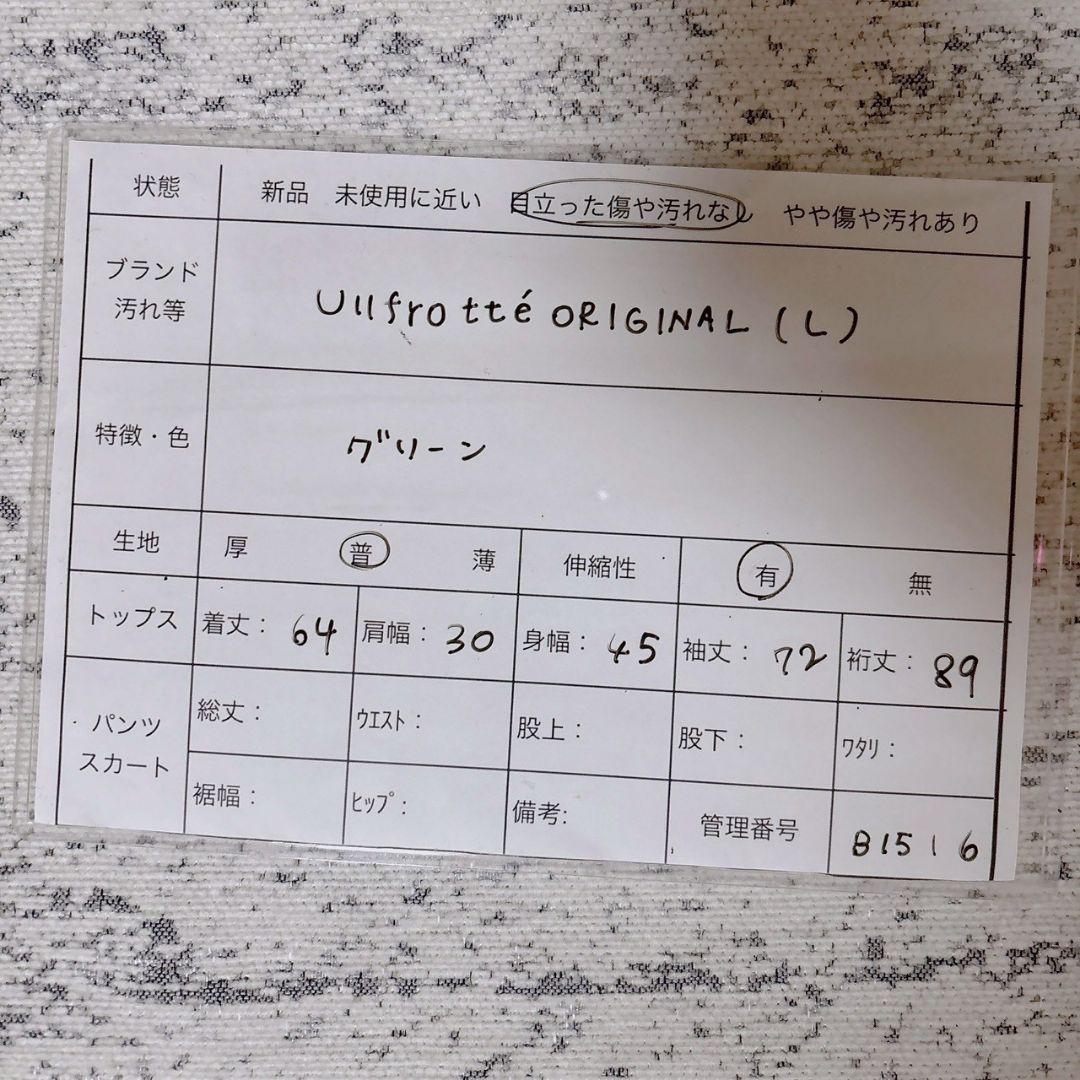 状態 新品 未使用に近い 目立った傷や汚れなし やや傷や汚れあり
ブランド
汚れ等
Ullfrotté ORIGINAL (L)
特徴・色 グリーン
生地 厚 普 薄 伸縮性 有 無
トップス 着丈： 64 肩幅： 30 身幅： 45 袖丈： 72 裄丈： 89
パンツ
スカート
総丈： ｳｴｽﾄ： 股上： 股下： ﾜﾀﾘ：
裾幅： ﾋｯﾌﾟ： 備考: 管理番号 B1516